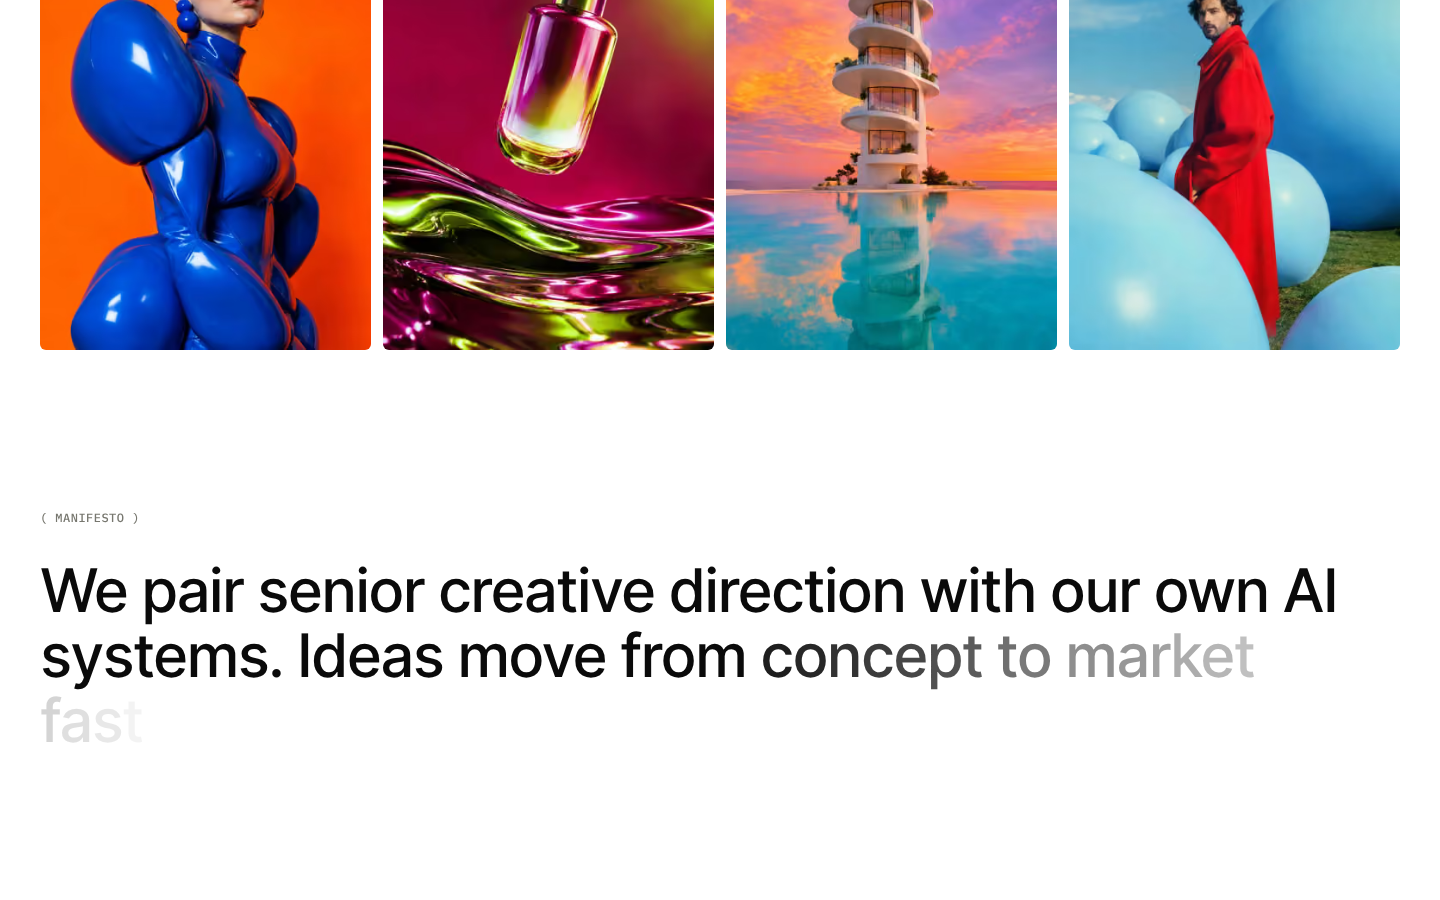 ( MANIFESTO )
We pair senior creative direction with our own AI
systems. Ideas move from concept to market
fast